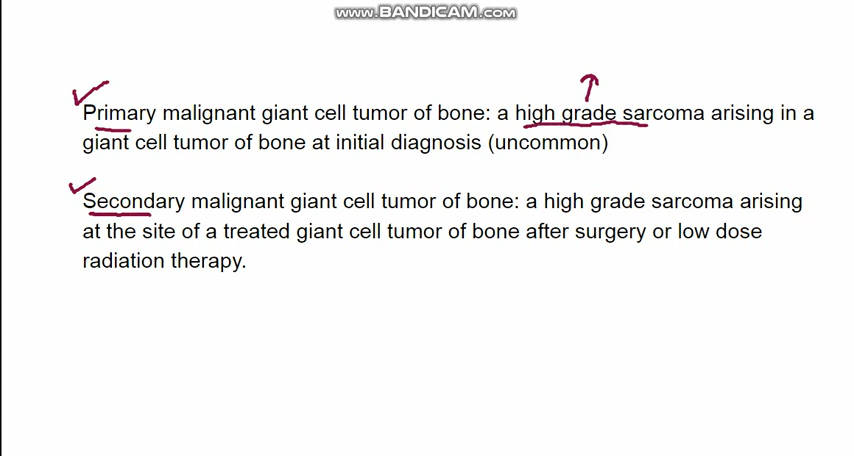 www.BANDICAM.com
Primary malignant giant cell tumor of bone: a high grade sarcoma arising in a
giant cell tumor of bone at initial diagnosis (uncommon)
Secondary malignant giant cell tumor of bone: a high grade sarcoma arising
at the site of a treated giant cell tumor of bone after surgery or low dose
radiation therapy.